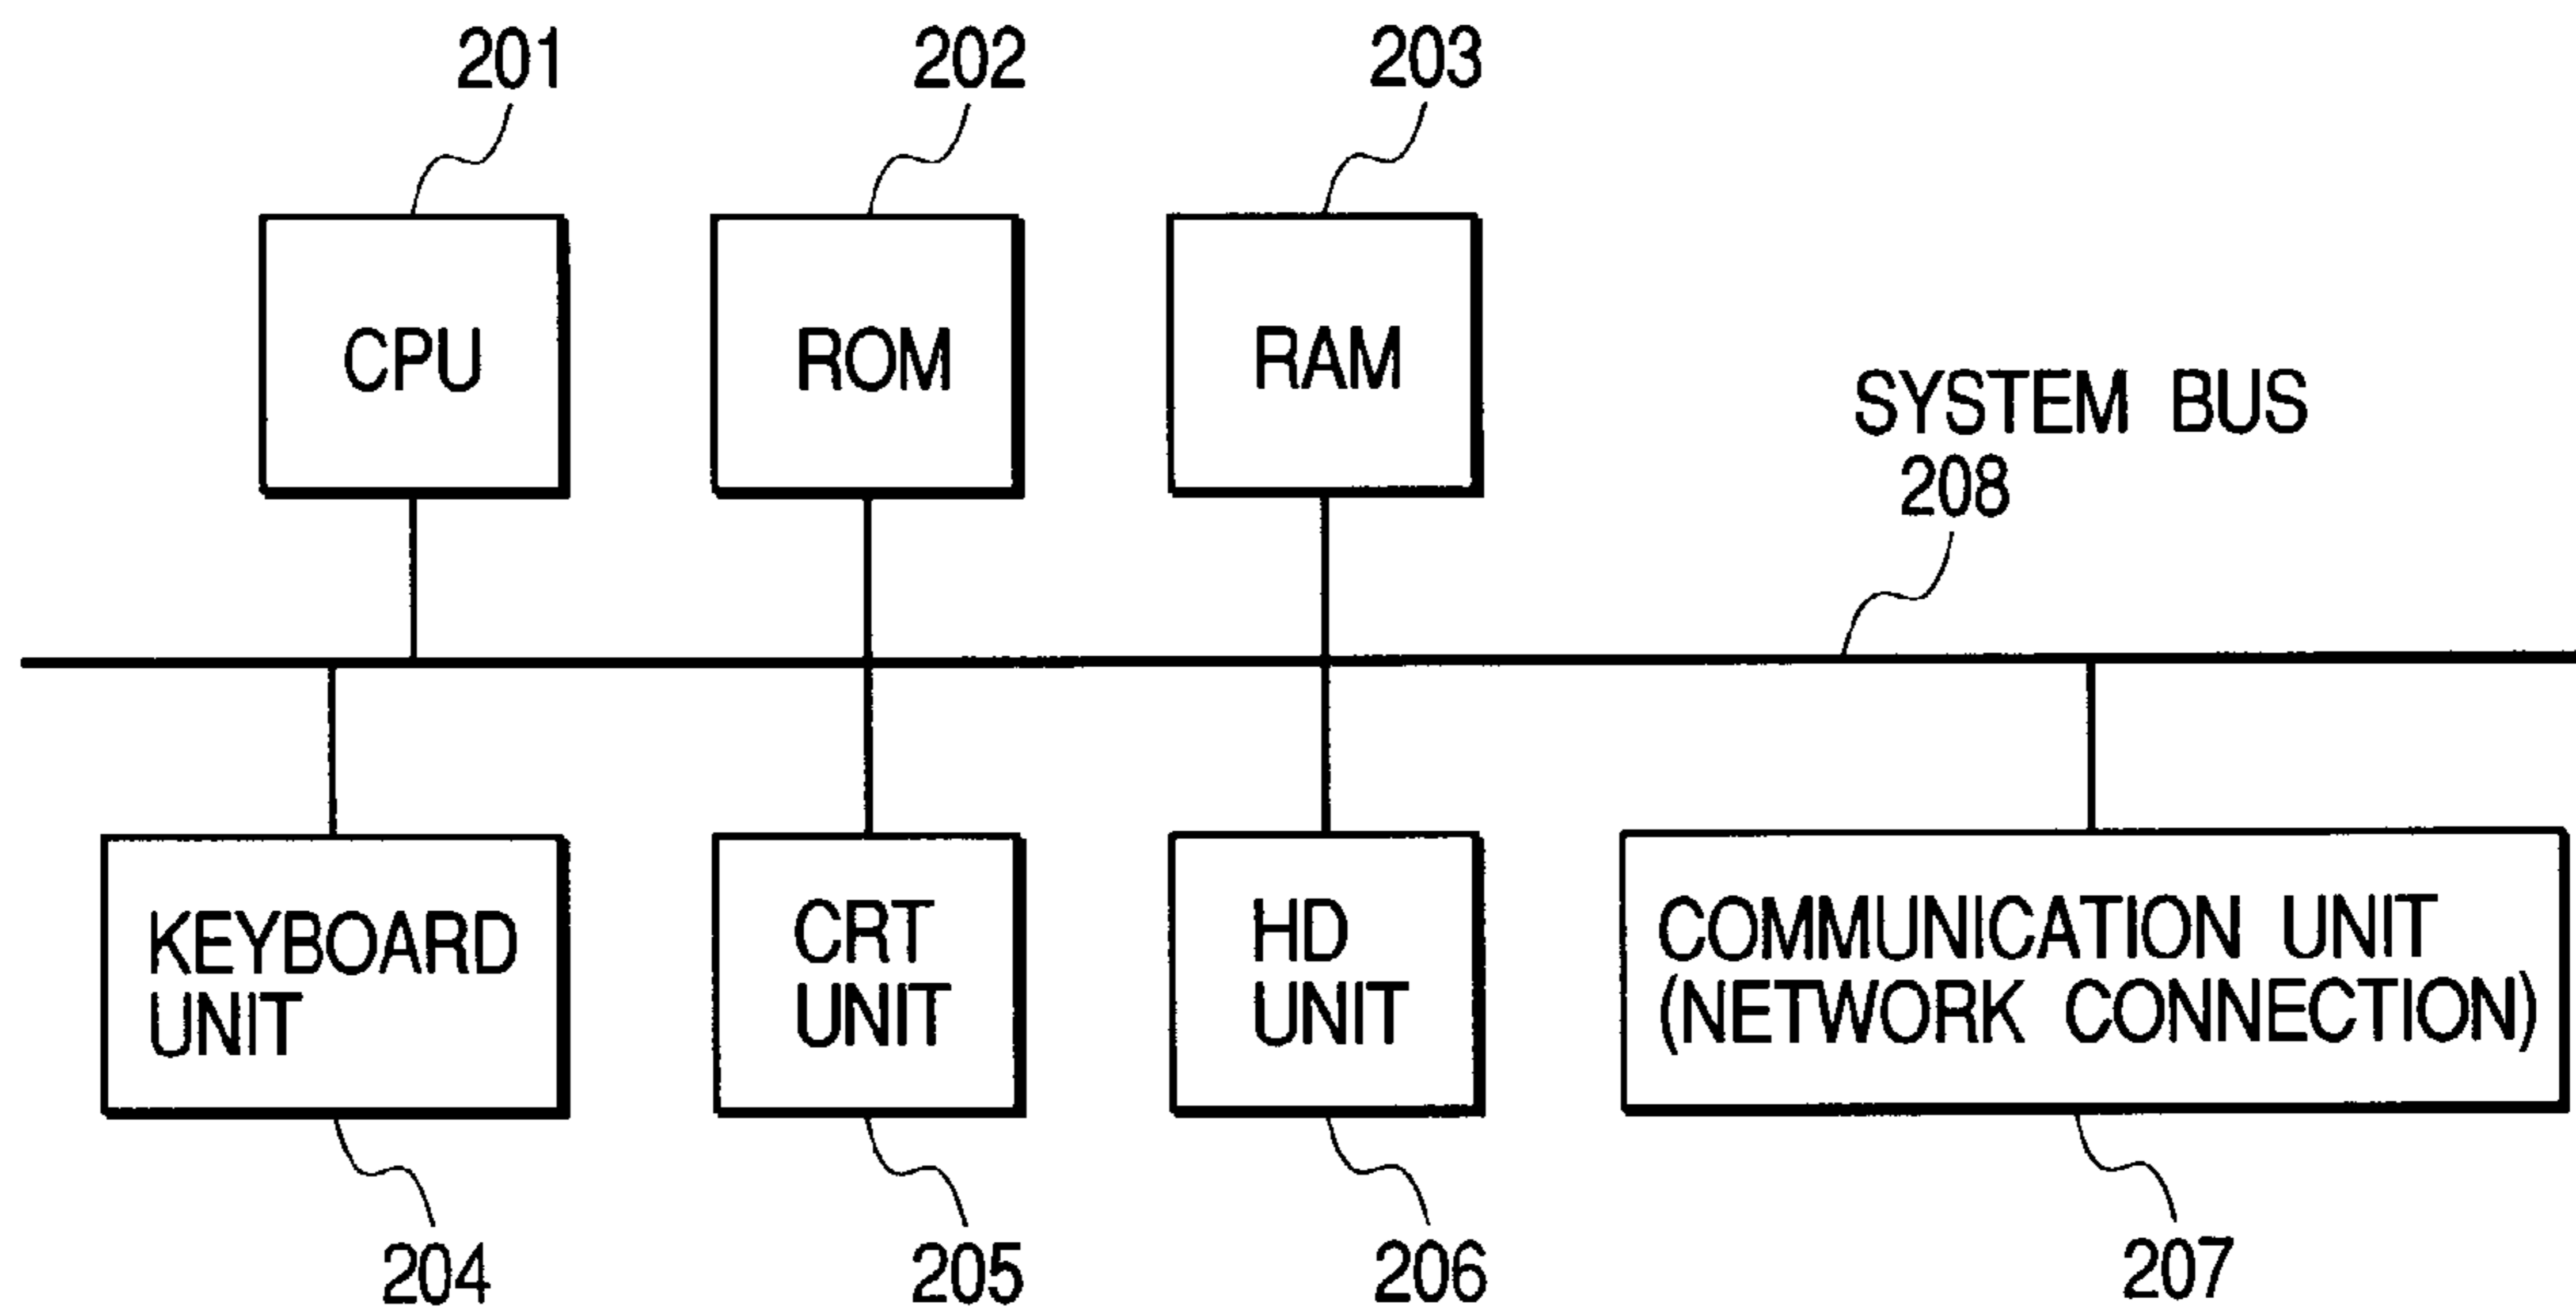 201
202
203
CPU
ROM
RAM
SYSTEM BUS
208
KEYBOARD
UNIT
CRT
UNIT
HD
UNIT
COMMUNICATION UNIT
(NETWORK CONNECTION)
204
205
206
207